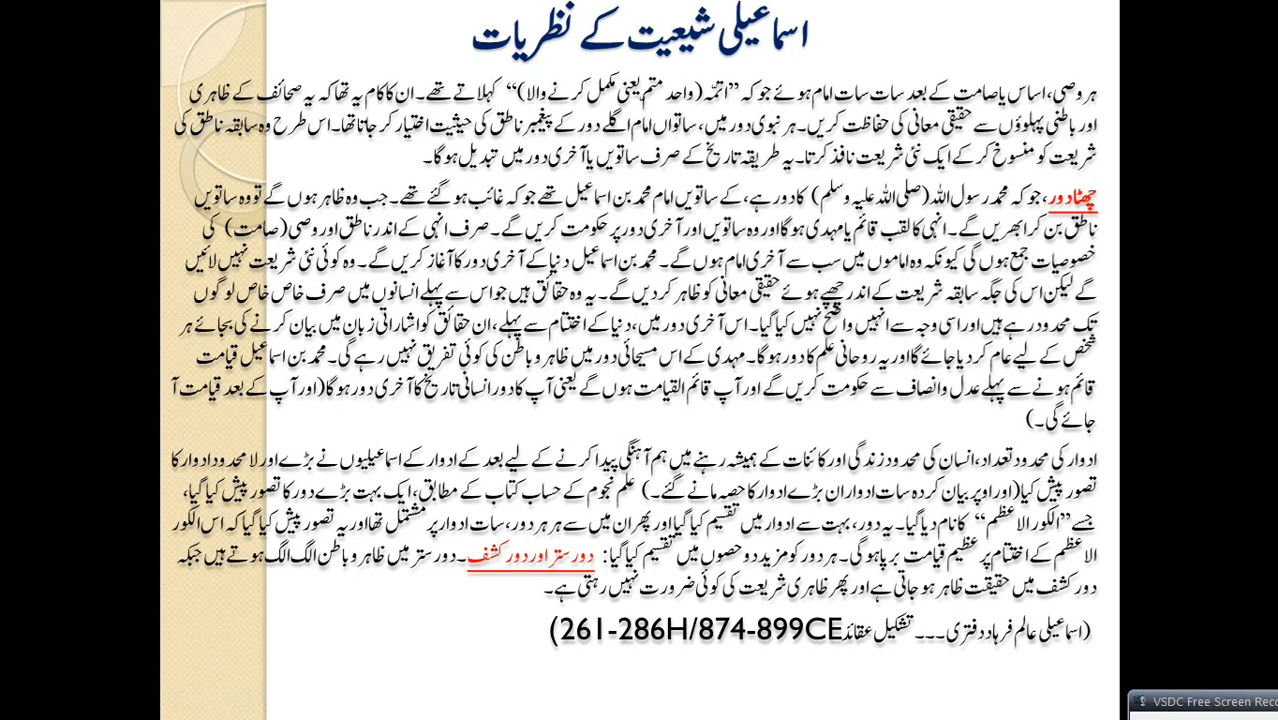 اسماعیلی شیعیت کے نظریات
ہر وصی، اساس یا صامت کے بعد سات سات امام ہوئے جو کہ ”اتمّہ (واحد متمّ یعنی مکمل کرنے والا)“ کہلاتے تھے۔ ان کا کام یہ تھا کہ یہ صحائف کے ظاہری
اور باطنی پہلوؤں سے حقیقی معانی کی حفاظت کریں۔ ہر نبوی دور میں، ساتواں امام اگلے دور کے پیغمبر ناطق کی حیثیت اختیار کر جاتا تھا۔ اس طرح وہ سابقہ ناطق کی
شریعت کو منسوخ کر کے ایک نئی شریعت نافذ کرتا۔ یہ طریقہ تاریخ کے صرف ساتویں یا آخری دور میں تبدیل ہو گا۔
چھٹا دور، جو کہ محمد رسول اللہ (صلی اللہ علیہ وسلم) کا دور ہے، کے ساتویں امام محمد بن اسماعیل تھے جو کہ غائب ہو گئے تھے۔ جب وہ ظاہر ہوں گے تو وہ ساتویں
ناطق بن کر ابھریں گے۔ انہی کا لقب قائم یا مہدی ہو گا اور وہ ساتویں اور آخری دور پر حکومت کریں گے۔ صرف انہی کے اندر ناطق اور وصی (صامت) کی
خصوصیات جمع ہوں گی کیونکہ وہ اماموں میں سب سے آخری امام ہوں گے۔ محمد بن اسماعیل دنیا کے آخری دور کا آغاز کریں گے۔ وہ کوئی نئی شریعت نہیں لائیں
گے لیکن اس کی جگہ سابقہ شریعت کے اندر چھپے ہوئے حقیقی معانی کو ظاہر کر دیں گے۔ یہ وہ حقائق ہیں جو اس سے پہلے انسانوں میں صرف خاص خاص لوگوں
تک محدود رہے ہیں اور اسی وجہ سے انہیں واضح نہیں کیا گیا۔ اس آخری دور میں، دنیا کے اختتام سے پہلے، ان حقائق کو اشاراتی زبان میں بیان کرنے کی بجائے ہر
شخص کے لیے عام کر دیا جائے گا اور یہ روحانی علم کا دور ہو گا۔ مہدی کے اس مسیحائی دور میں ظاہر و باطن کی کوئی تفریق نہیں رہے گی۔ محمد بن اسماعیل قیامت
قائم ہونے سے پہلے عدل و انصاف سے حکومت کریں گے اور آپ قائم القیامت ہوں گے یعنی آپ کا دور انسانی تاریخ کا آخری دور ہو گا (اور آپ کے بعد قیامت آ
جائے گی۔)
ادوار کی محدود تعداد، انسان کی محدود زندگی اور کائنات کے ہمیشہ رہنے میں ہم آہنگی پیدا کرنے کے لیے بعد کے ادوار کے اسماعیلیوں نے بڑے اور لامحدود ادوار کا
تصور پیش کیا (اور اوپر بیان کردہ سات ادوار ان بڑے ادوار کا حصہ مانے گئے۔) علم نجوم کے حساب کتاب کے مطابق، ایک بہت بڑے دور کا تصور پیش کیا گیا،
جسے ”الکور الاعظم“ کا نام دیا گیا۔ یہ دور، بہت سے ادوار میں تقسیم کیا گیا اور پھر ان میں سے ہر ہر دور، سات ادوار پر مشتمل تھا اور یہ تصور پیش کیا گیا کہ اس الکور
الاعظم کے اختتام پر عظیم قیامت برپا ہو گی۔ ہر دور کو مزید دو حصوں میں تقسیم کیا گیا: دور ستر اور دور کشف۔ دور ستر میں ظاہر و باطن الگ الگ ہوتے ہیں جبکہ
دور کشف میں حقیقت ظاہر ہو جاتی ہے اور پھر ظاہری شریعت کی کوئی ضرورت نہیں رہتی ہے۔
(اسماعیلی عالم فرہاد دفتری۔۔۔ تشکیل عقائد 261-286H/874-899CE)
VSDC Free Screen Reco